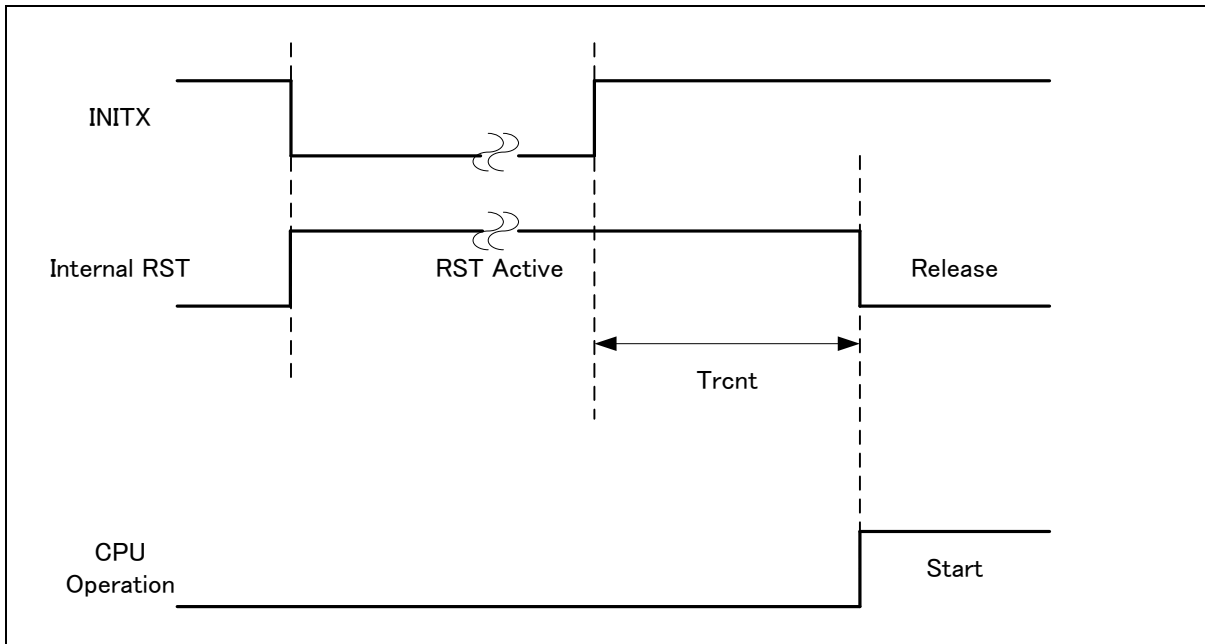 INITX
Internal RST
RST Active
Release
Trcnt
CPU
Operation
Start